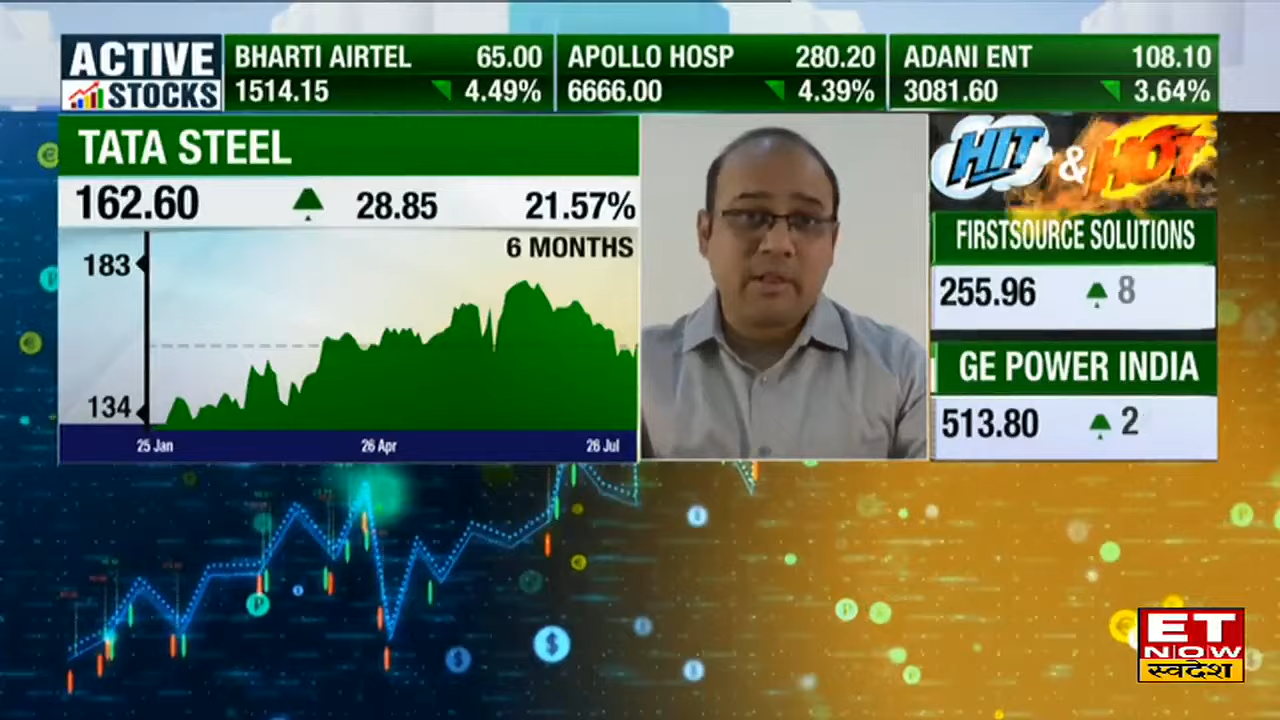 ACTIVE
STOCKS
BHARTI AIRTEL 65.00
1514.15 4.49%
APOLLO HOSP 280.20
6666.00 4.39%
ADANI ENT 108.10
3081.60 3.64%
TATA STEEL
162.60 28.85 21.57%
6 MONTHS
183
134
25 Jan 26 Apr 26 Jul
HIT & HOT
FIRSTSOURCE SOLUTIONS
255.96 8
GE POWER INDIA
513.80 2
ET
NOW
स्वदेश